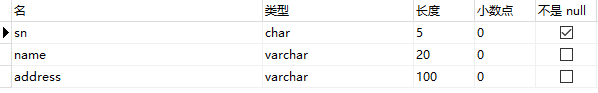 名 类型 长度 小数点 不是 null
sn char 5 0
name varchar 20 0
address varchar 100 0